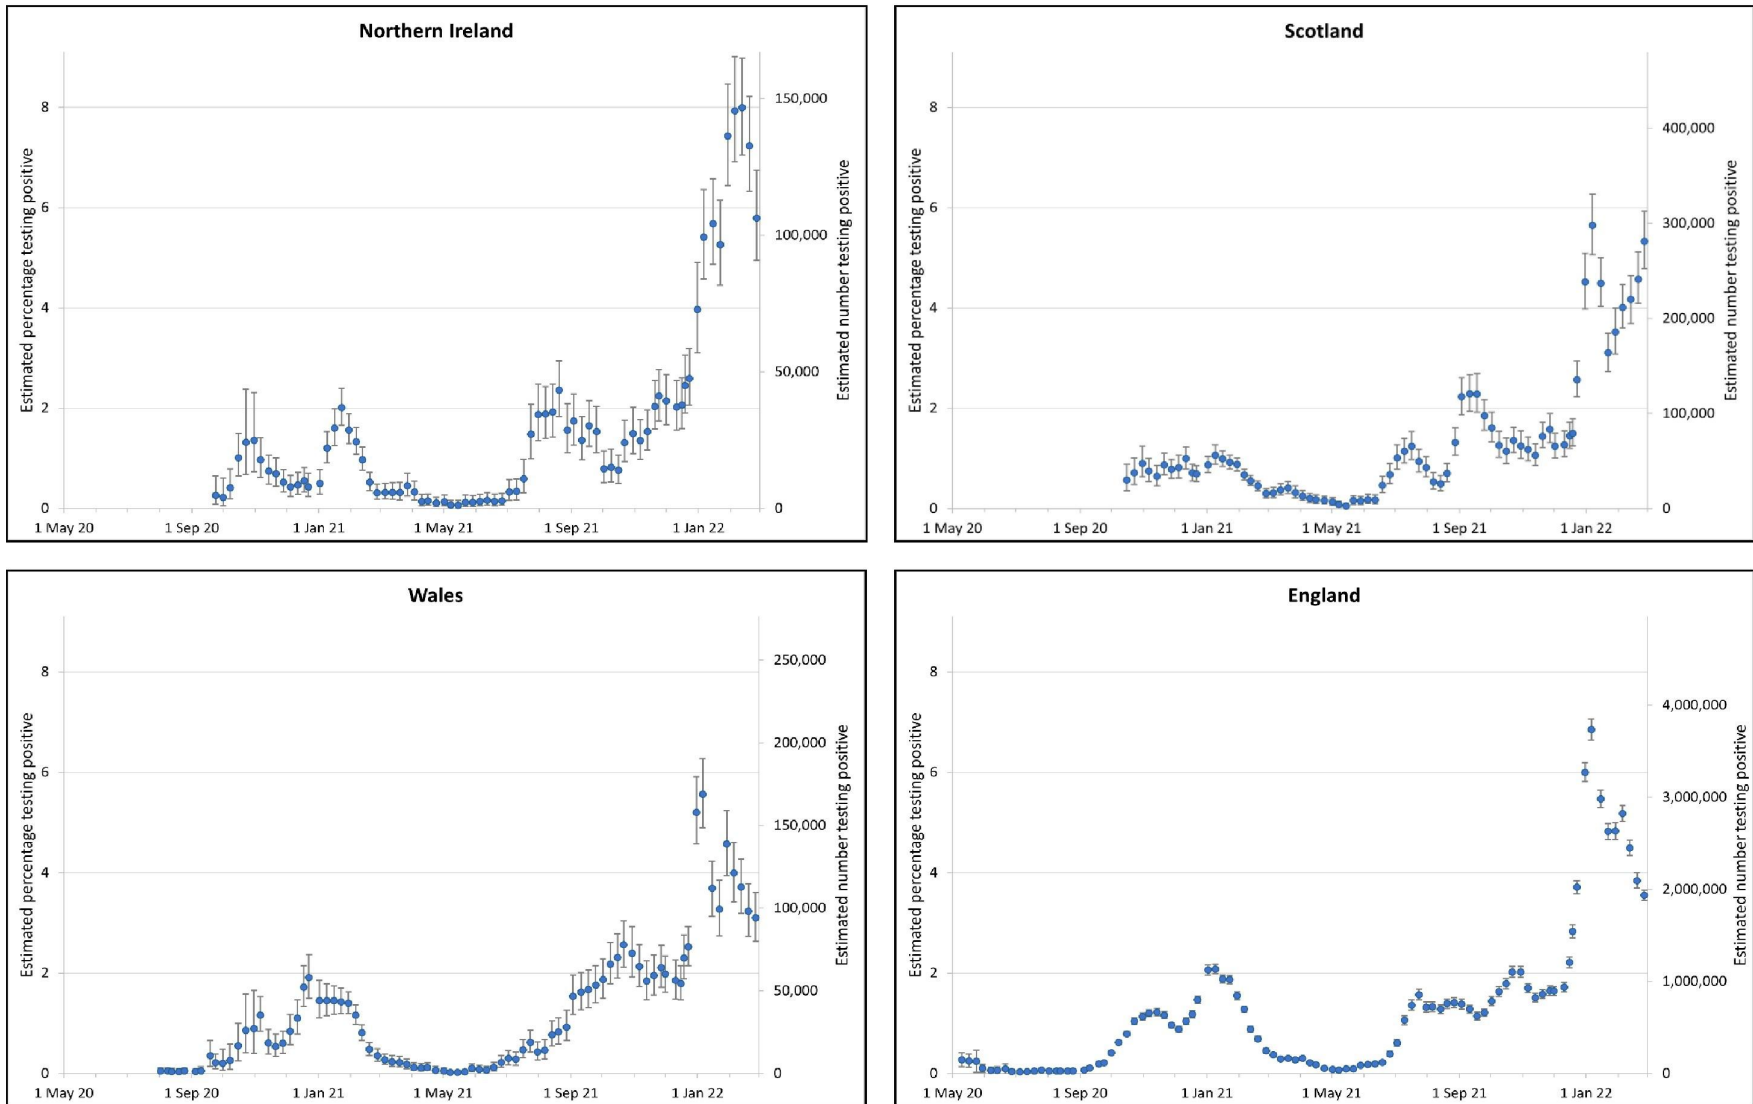 Northern Ireland
Estimated percentage testing positive
8
6
4
2
0
150,000
100,000
50,000
0
Estimated number testing positive
1 May 20 1 Sep 20 1 Jan 21 1 May 21 1 Sep 21 1 Jan 22
Scotland
Estimated percentage testing positive
8
6
4
2
0
400,000
300,000
200,000
100,000
0
Estimated number testing positive
1 May 20 1 Sep 20 1 Jan 21 1 May 21 1 Sep 21 1 Jan 22
Wales
Estimated percentage testing positive
8
6
4
2
0
250,000
200,000
150,000
100,000
50,000
0
Estimated number testing positive
1 May 20 1 Sep 20 1 Jan 21 1 May 21 1 Sep 21 1 Jan 22
England
Estimated percentage testing positive
8
6
4
2
0
4,000,000
3,000,000
2,000,000
1,000,000
0
Estimated number testing positive
1 May 20 1 Sep 20 1 Jan 21 1 May 21 1 Sep 21 1 Jan 22